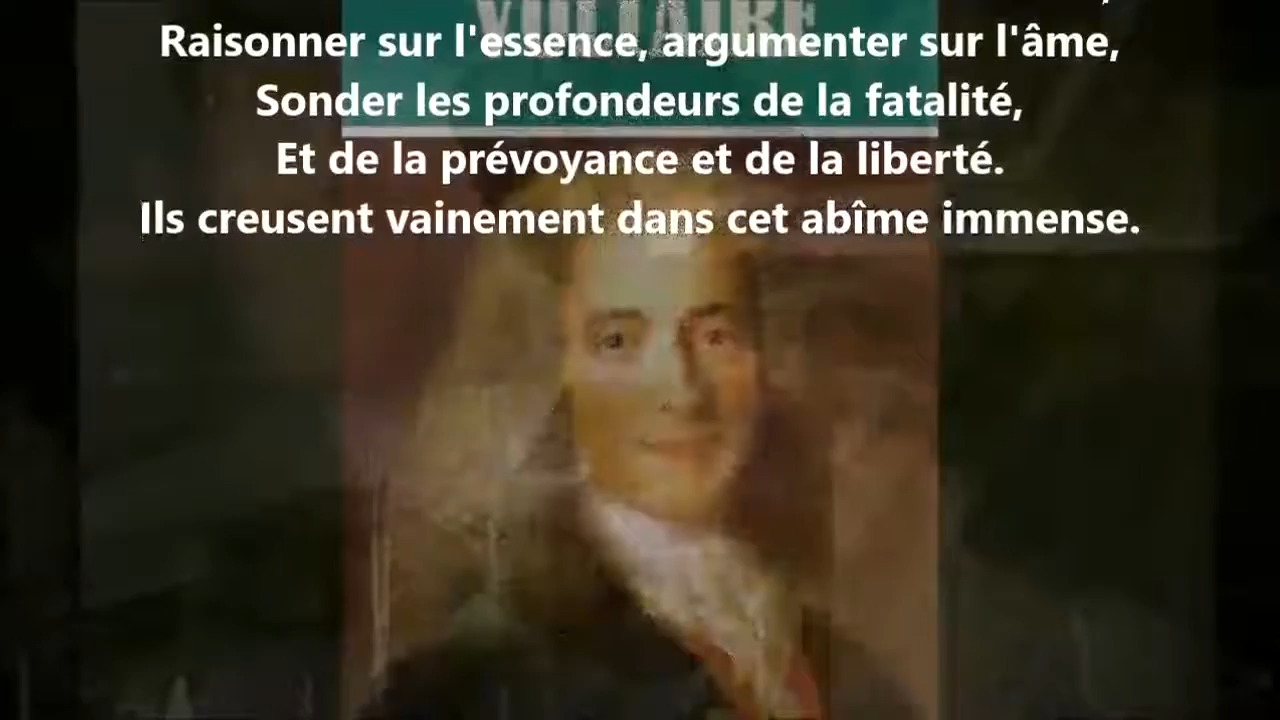 VOLTAIRE
Raisonner sur l'essence, argumenter sur l'âme,
Sonder les profondeurs de la fatalité,
Et de la prévoyance et de la liberté.
Ils creusent vainement dans cet abîme immense.